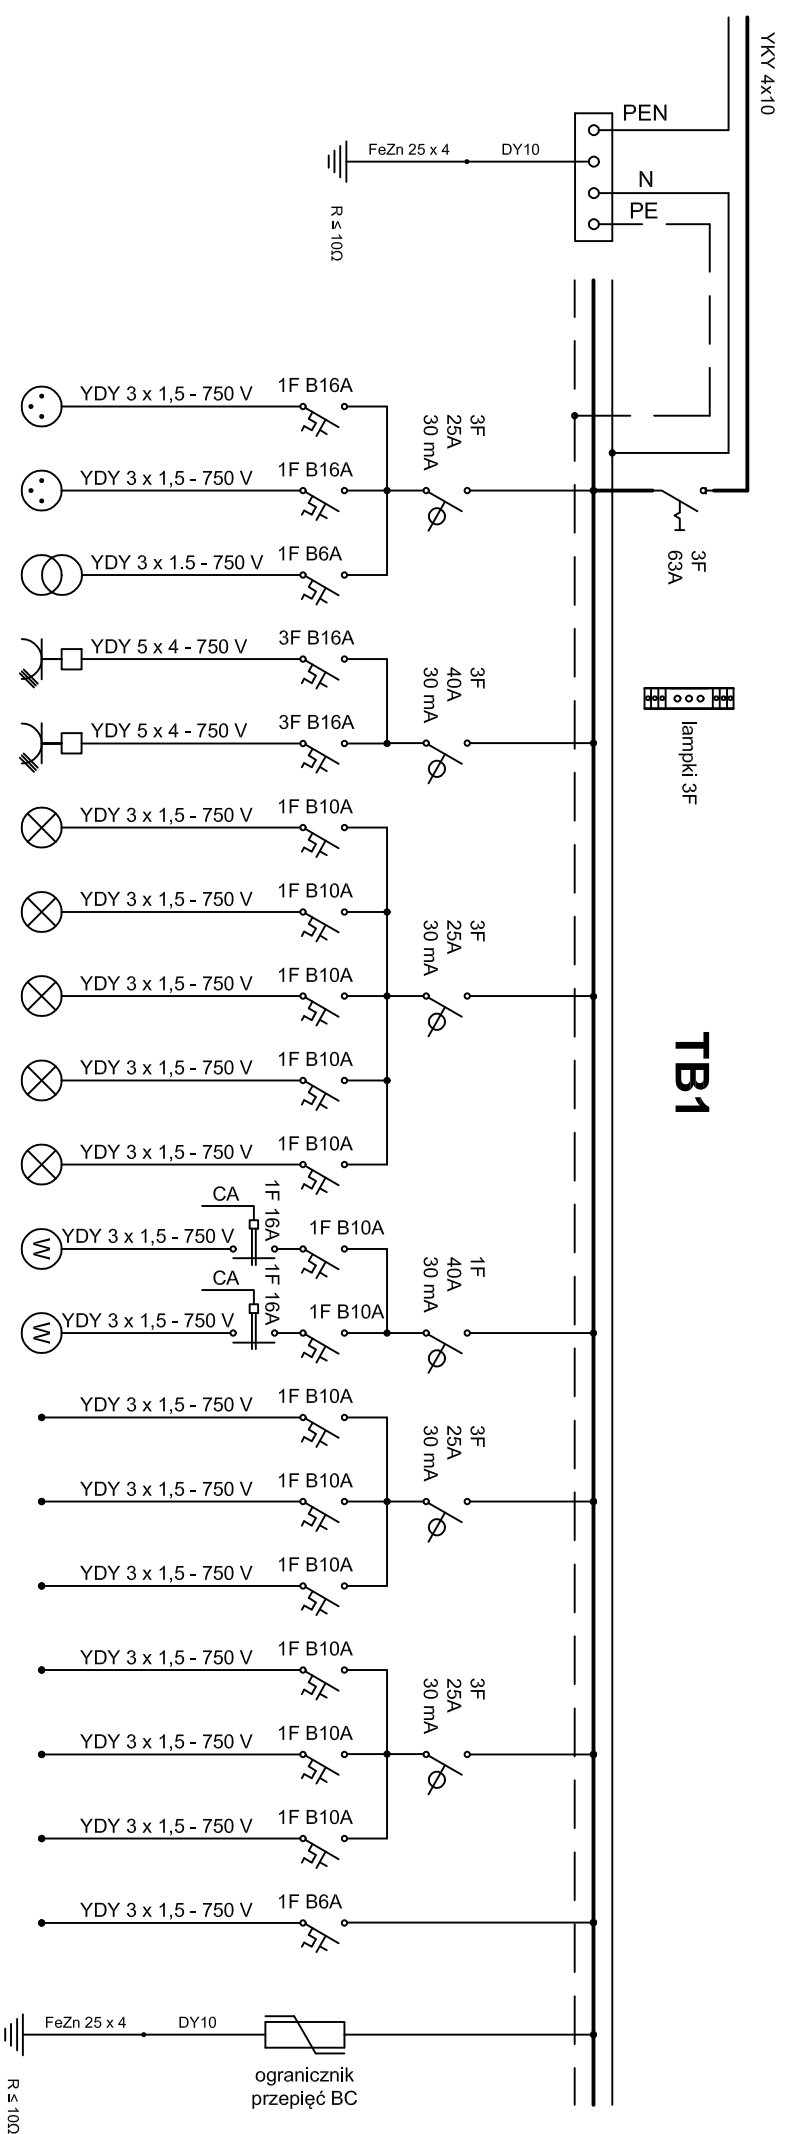 YKY 4x10
PEN
FeZn 25 x 4
DY10
N
R ≤ 10Ω
PE
YDY 3 x 1,5 - 750 V
1F B16A
3F
25A
30 mA
YDY 3 x 1,5 - 750 V
1F B16A
YDY 3 x 1.5 - 750 V
1F B6A
3F
63A
YDY 5 x 4 - 750 V
3F B16A
3F
40A
30 mA
lampki 3F
YDY 5 x 4 - 750 V
3F B16A
YDY 3 x 1,5 - 750 V
1F B10A
YDY 3 x 1,5 - 750 V
1F B10A
3F
25A
30 mA
YDY 3 x 1,5 - 750 V
1F B10A
TB1
YDY 3 x 1,5 - 750 V
1F B10A
YDY 3 x 1,5 - 750 V
1F B10A
CA
1F 16A
W
YDY 3 x 1,5 - 750 V
1F B10A
1F
40A
30 mA
CA
1F 16A
W
YDY 3 x 1,5 - 750 V
1F B10A
YDY 3 x 1,5 - 750 V
1F B10A
3F
25A
30 mA
YDY 3 x 1,5 - 750 V
1F B10A
YDY 3 x 1,5 - 750 V
1F B10A
YDY 3 x 1,5 - 750 V
1F B10A
3F
25A
30 mA
YDY 3 x 1,5 - 750 V
1F B10A
YDY 3 x 1,5 - 750 V
1F B10A
YDY 3 x 1,5 - 750 V
1F B6A
FeZn 25 x 4
DY10
ogranicznik
przepięć BC
R ≤ 10Ω